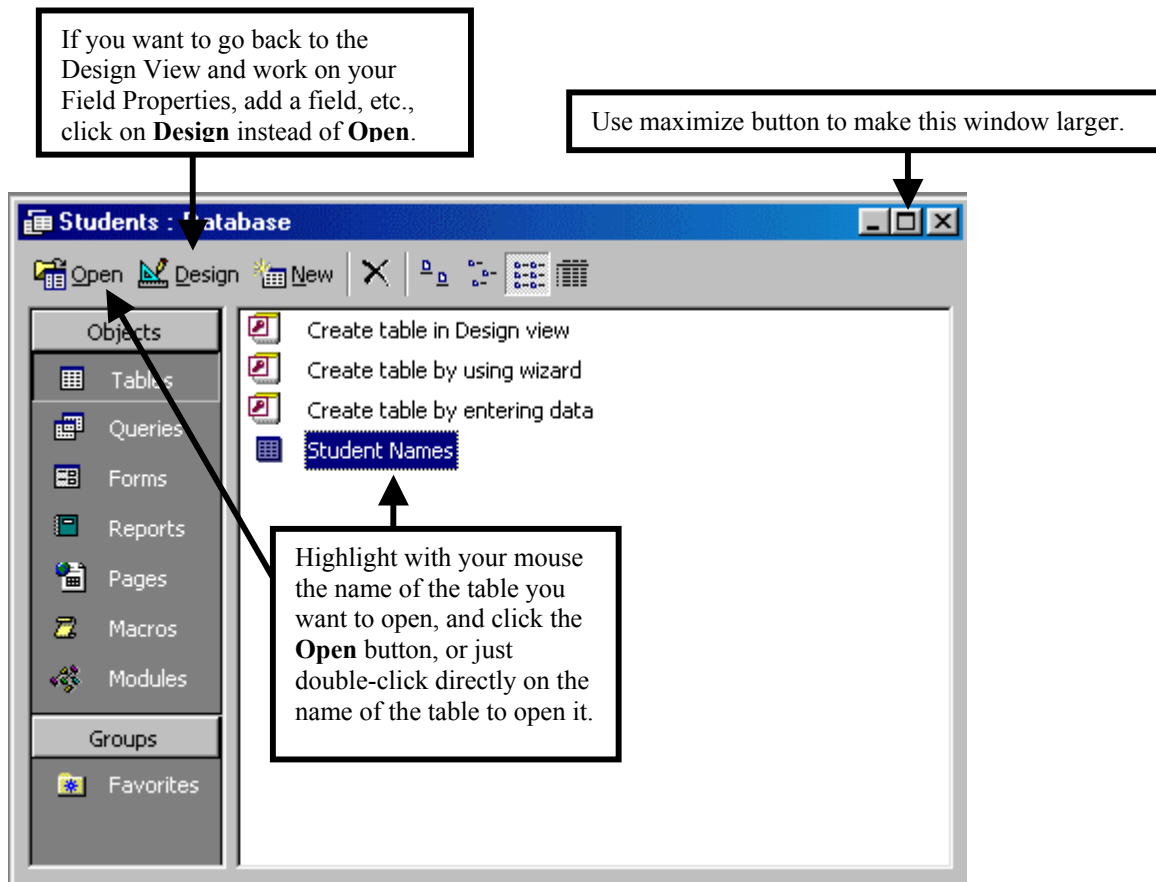 If you want to go back to the
Design View and work on your
Field Properties, add a field, etc.,
click on Design instead of Open.
Use maximize button to make this window larger.
Students : Database
Open Design New
Objects
Tables
Queries
Forms
Reports
Pages
Macros
Modules
Groups
Favorites
Create table in Design view
Create table by using wizard
Create table by entering data
Student Names
Highlight with your mouse
the name of the table you
want to open, and click the
Open button, or just
double-click directly on the
name of the table to open it.